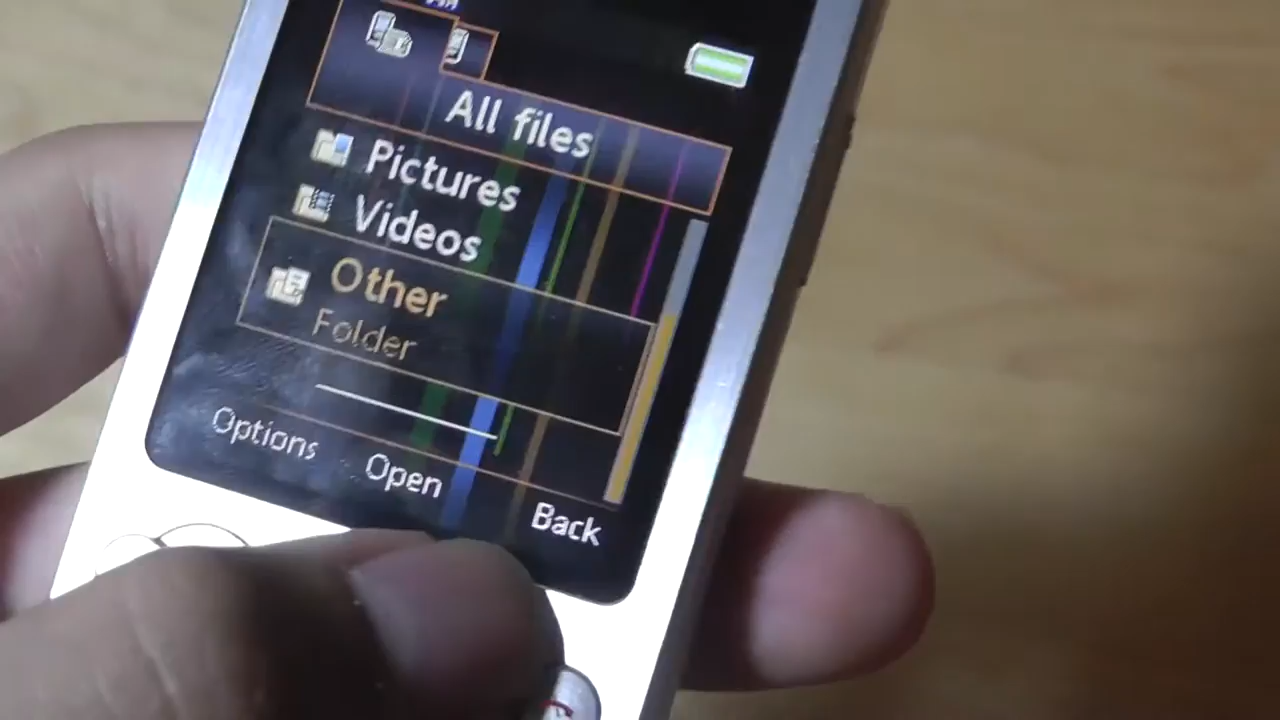 All files
Pictures
Videos
Other
Folder
Options
Open
Back